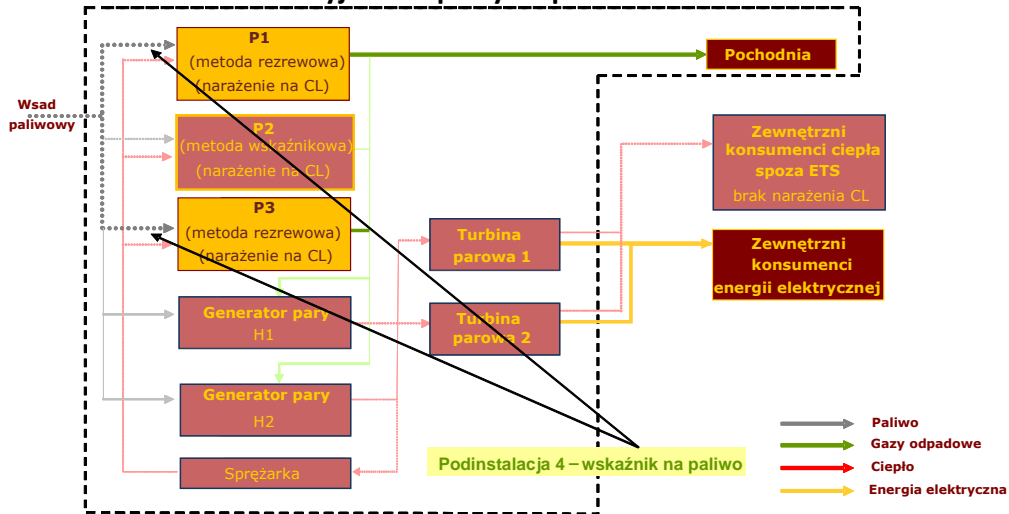 P1
(metoda rezrewowa)
(narażenie na CL)
Pochodnia
Wsad
paliwowy
P2
(metoda wskaźnikowa)
(narażenie na CL)
Zewnętrzni
konsumenci ciepła
spoza ETS
brak narażenia CL
P3
(metoda rezrewowa)
(narażenie na CL)
Turbina
parowa 1
Zewnętrzni
konsumenci
energii elektrycznej
Generator pary
H1
Turbina
parowa 2
Generator pary
H2
Sprężarka
Podinstalacja 4 – wskaźnik na paliwo
Paliwo
Gazy odpadowe
Ciepło
Energia elektryczna